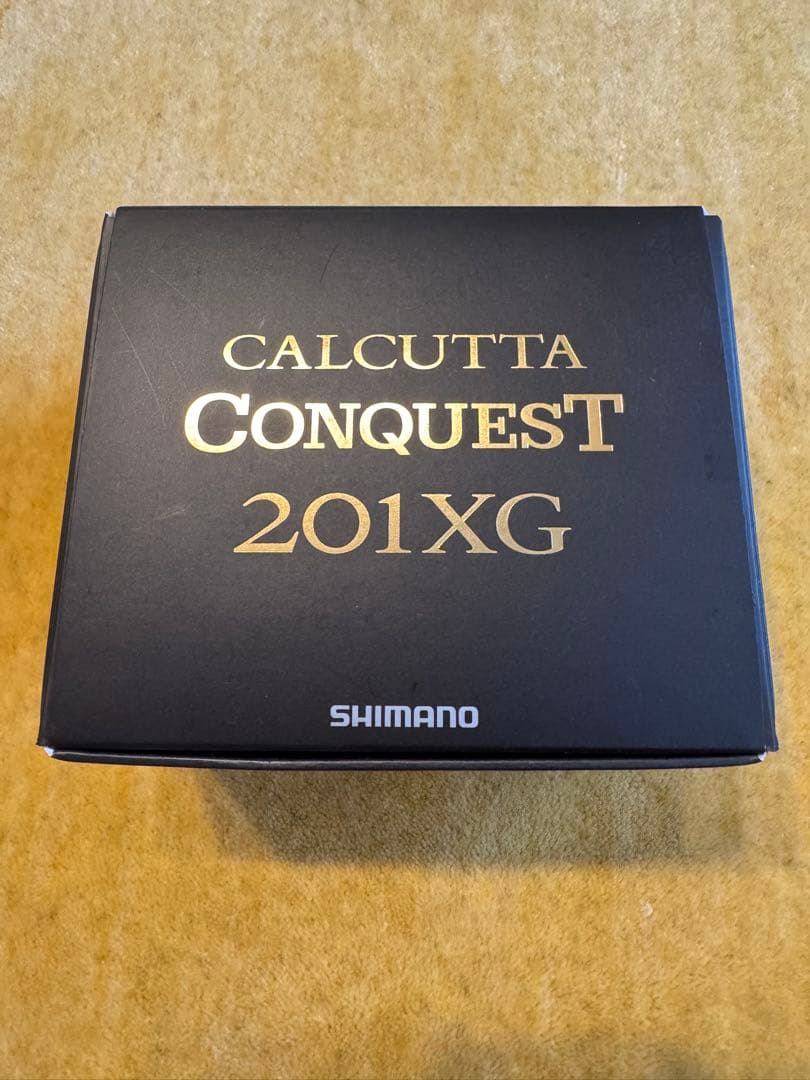 CALCUTTA
CONQUEST
201XG
SHIMANO